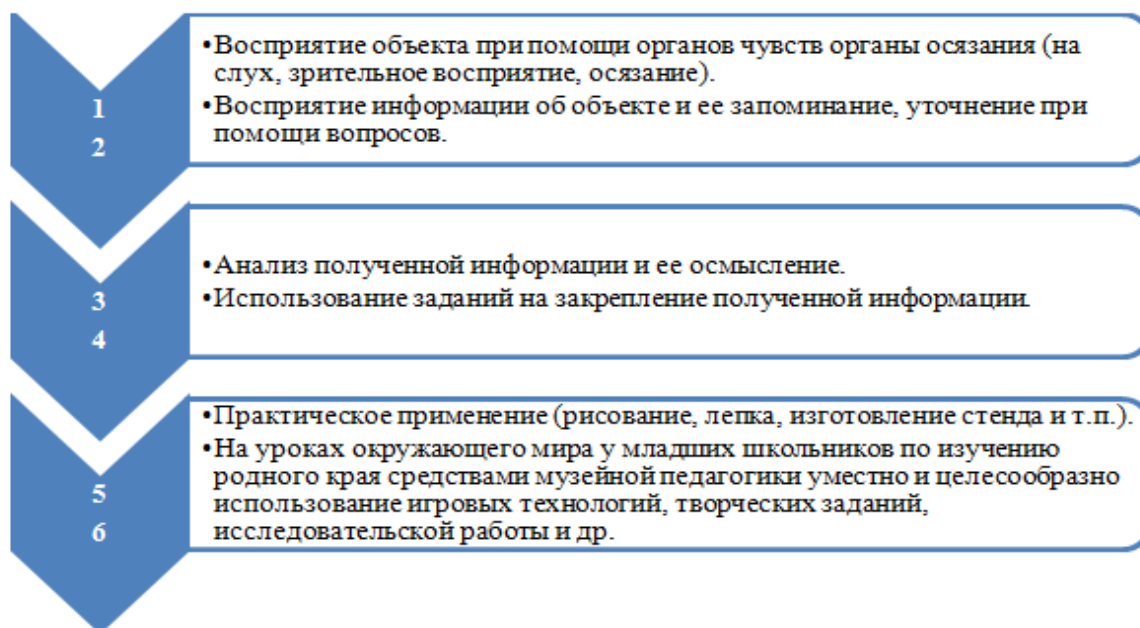 1
2
•Восприятие объекта при помощи органов чувств органы осязания (на
слух, зрительное восприятие, осязание).
•Восприятие информации об объекте и ее запоминание, уточнение при
помощи вопросов.
3
4
•Анализ полученной информации и ее осмысление.
•Использование заданий на закрепление полученной информации.
5
6
•Практическое применение (рисование, лепка, изготовление стенда и т.п.).
•На уроках окружающего мира у младших школьников по изучению
родного края средствами музейной педагогики уместно и целесообразно
использование игровых технологий, творческих заданий,
исследовательской работы и др.